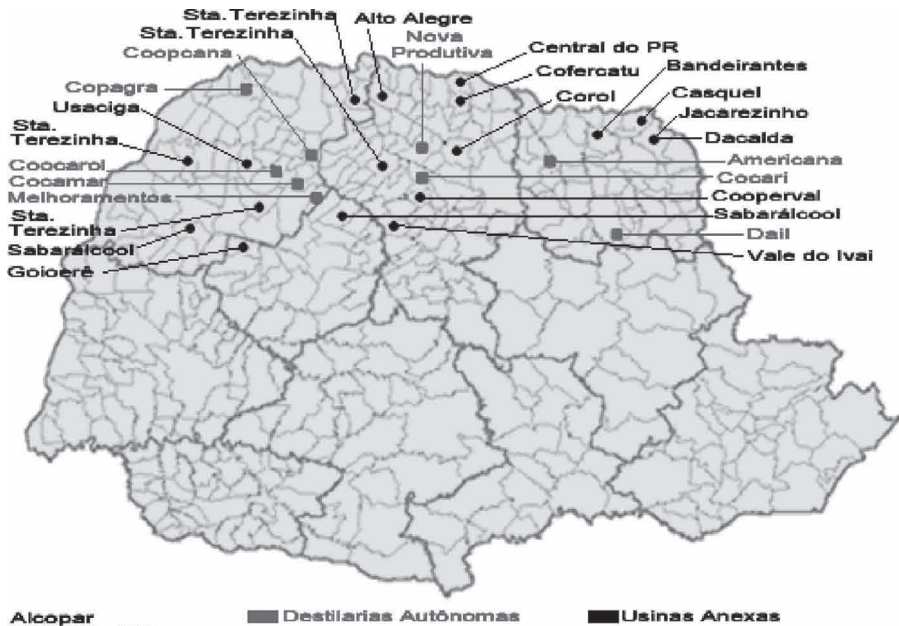 Sta. Terezinha
Sta. Terezinha
Coopcana
Copagra
Usaciga
Sta.
Terezinha
Coocarol
Cocamar
Melhoramentos
Sta.
Terezinha
Sabarálcool
Goioerê
Alto Alegre
Nova
Produtiva
Central do PR
Cofercatu
Corol
Bandeirantes
Casquel
Jacarezinho
Dacalda
Americana
Cocari
Cooperval
Sabarálcool
Dail
Vale do Ivai
Alcopar
Destilarias Autônomas
Usinas Anexas